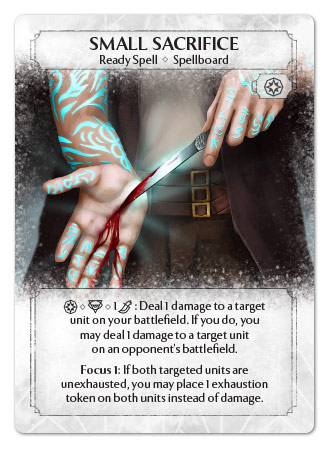 SMALL SACRIFICE
Ready Spell ⬦ Spellboard
⬦ ⬦ 1 : Deal 1 damage to a target
unit on your battlefield. If you do, you
may deal 1 damage to a target unit
on an opponent's battlefield.
Focus 1: If both targeted units are
unexhausted, you may place 1 exhaustion
token on both units instead of damage.